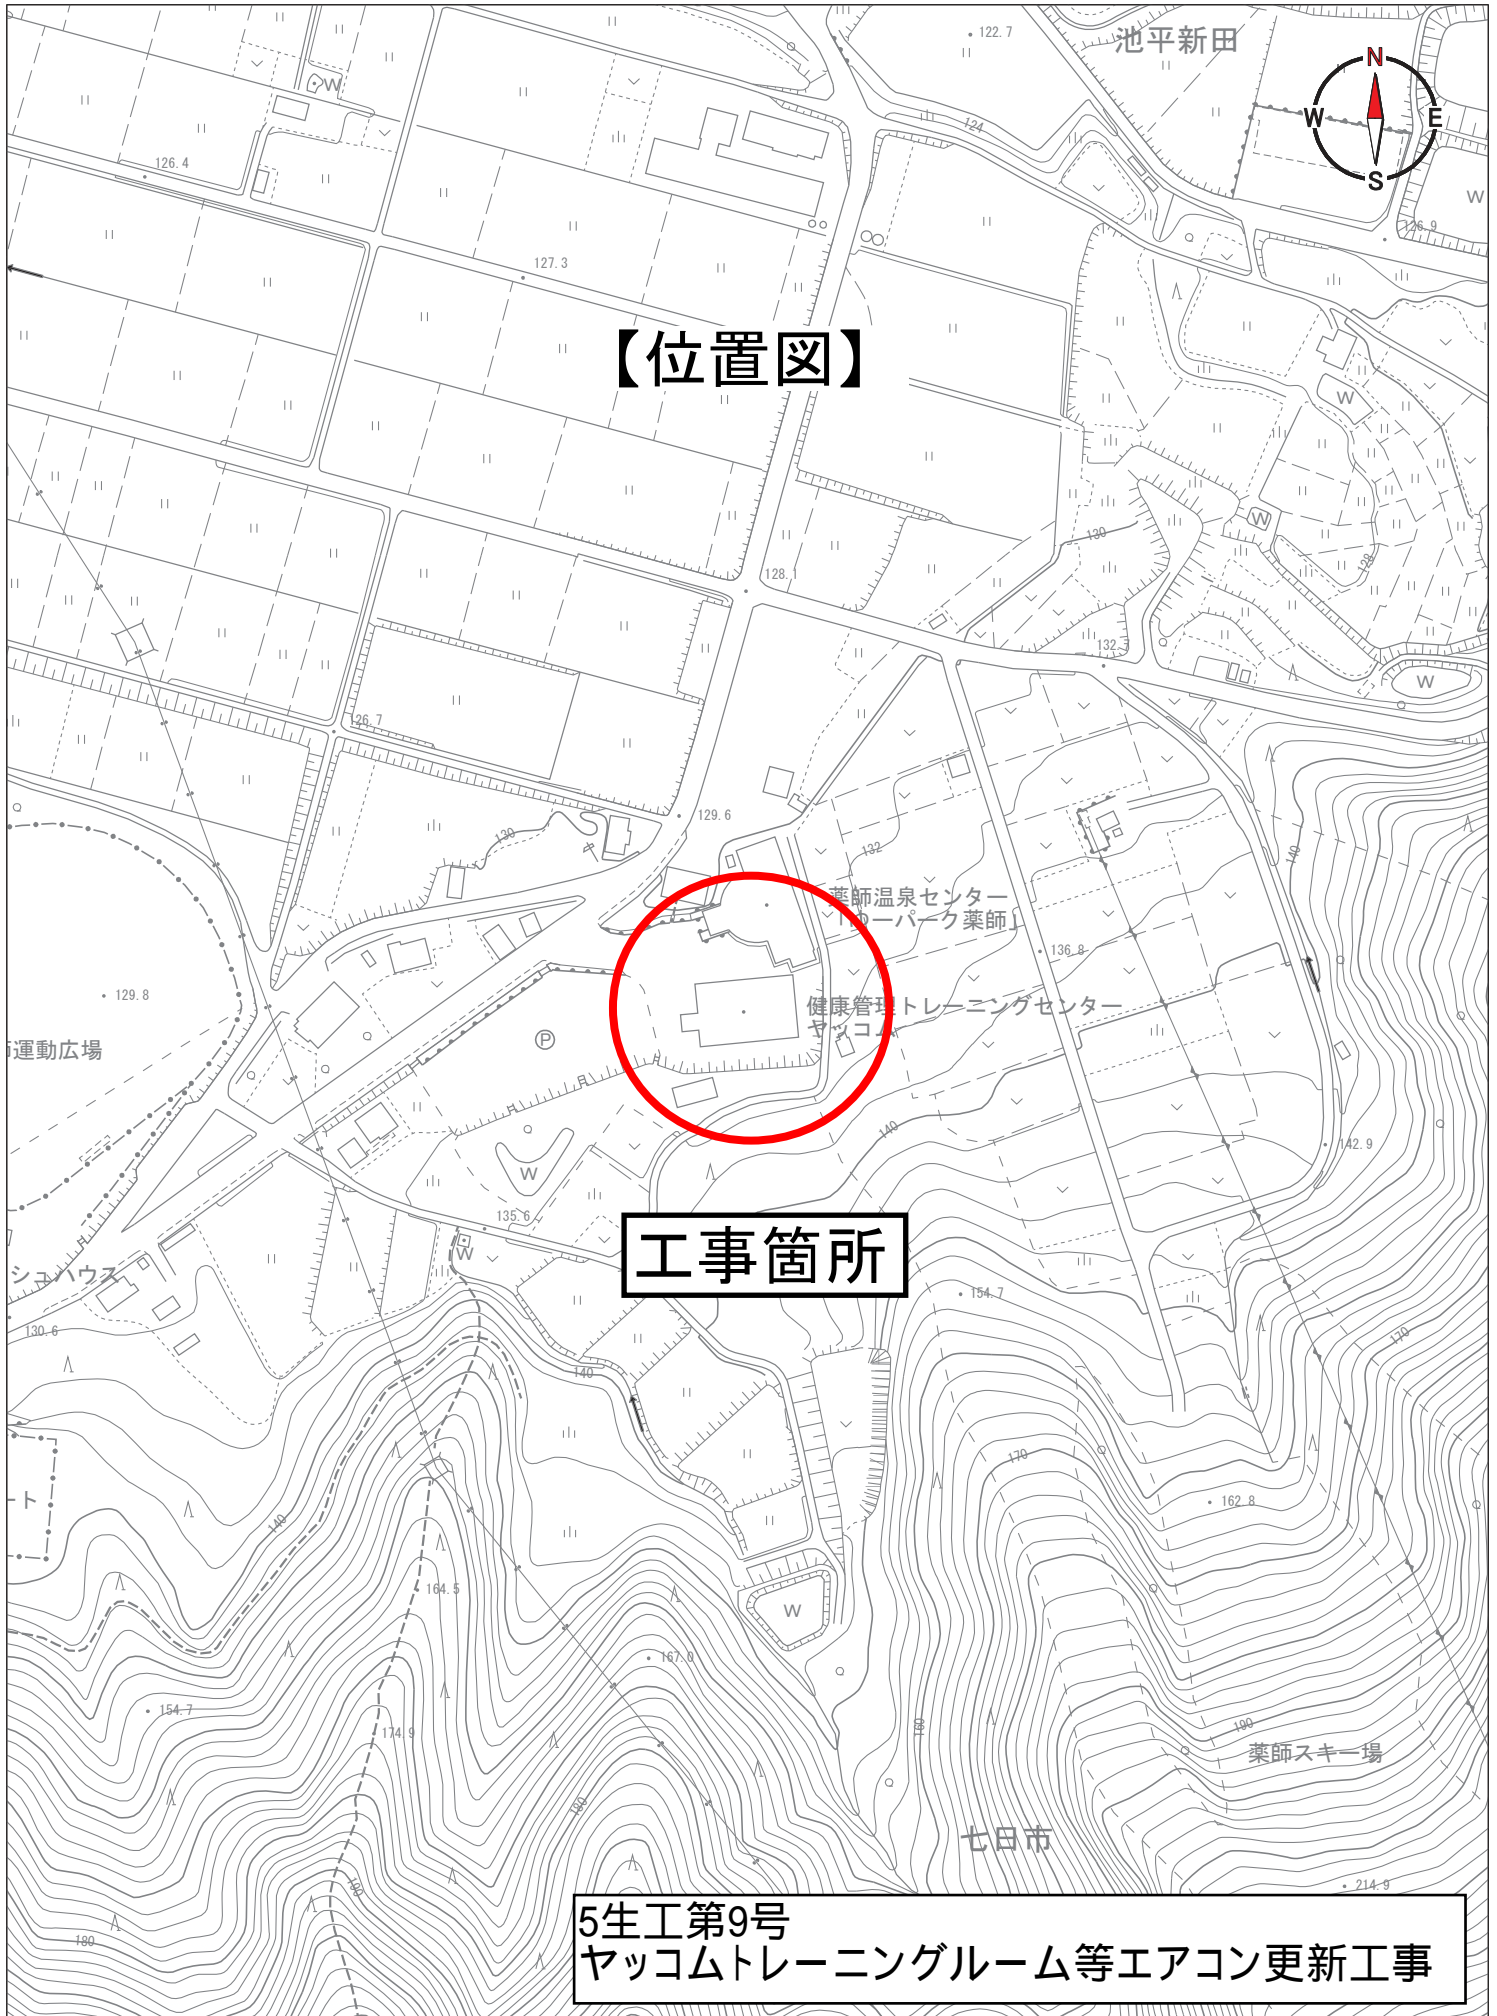 122.7
池平新田
N
W
E
S
W
124
126.4
W
126.9
127.3
【位置図】
W
W
130
128
128.1
132.7
W
126.7
129.6
130
132
140
薬師温泉センター
ーパーク薬師」
136.8
129.8
健康管理トレーニングセンター
ヤッコム
P
運動広場
140
142.9
W
135.6
W
工事箇所
シュハウス
154.7
130.6
170
140
170
ート
162.8
140
164.5
W
167.0
154.7
174.9
160
190
薬師スキー場
180
七日市
190
214.9
180
5生工第9号
ヤッコムトレーニングルーム等エアコン更新工事